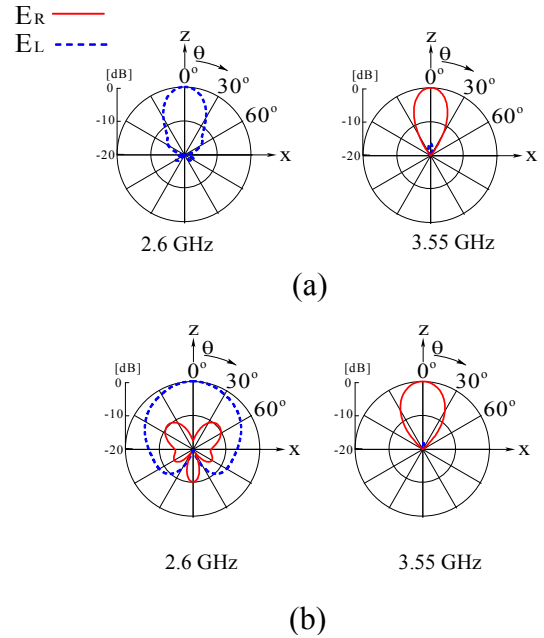 ER
EL
z
θ
[dB]
0°
30°
60°
0
-10
-20
x
2.6 GHz
z
θ
[dB]
0°
30°
60°
0
-10
-20
x
3.55 GHz
(a)
z
θ
[dB]
0°
30°
60°
0
-10
-20
x
2.6 GHz
z
θ
[dB]
0°
30°
60°
0
-10
-20
x
3.55 GHz
(b)